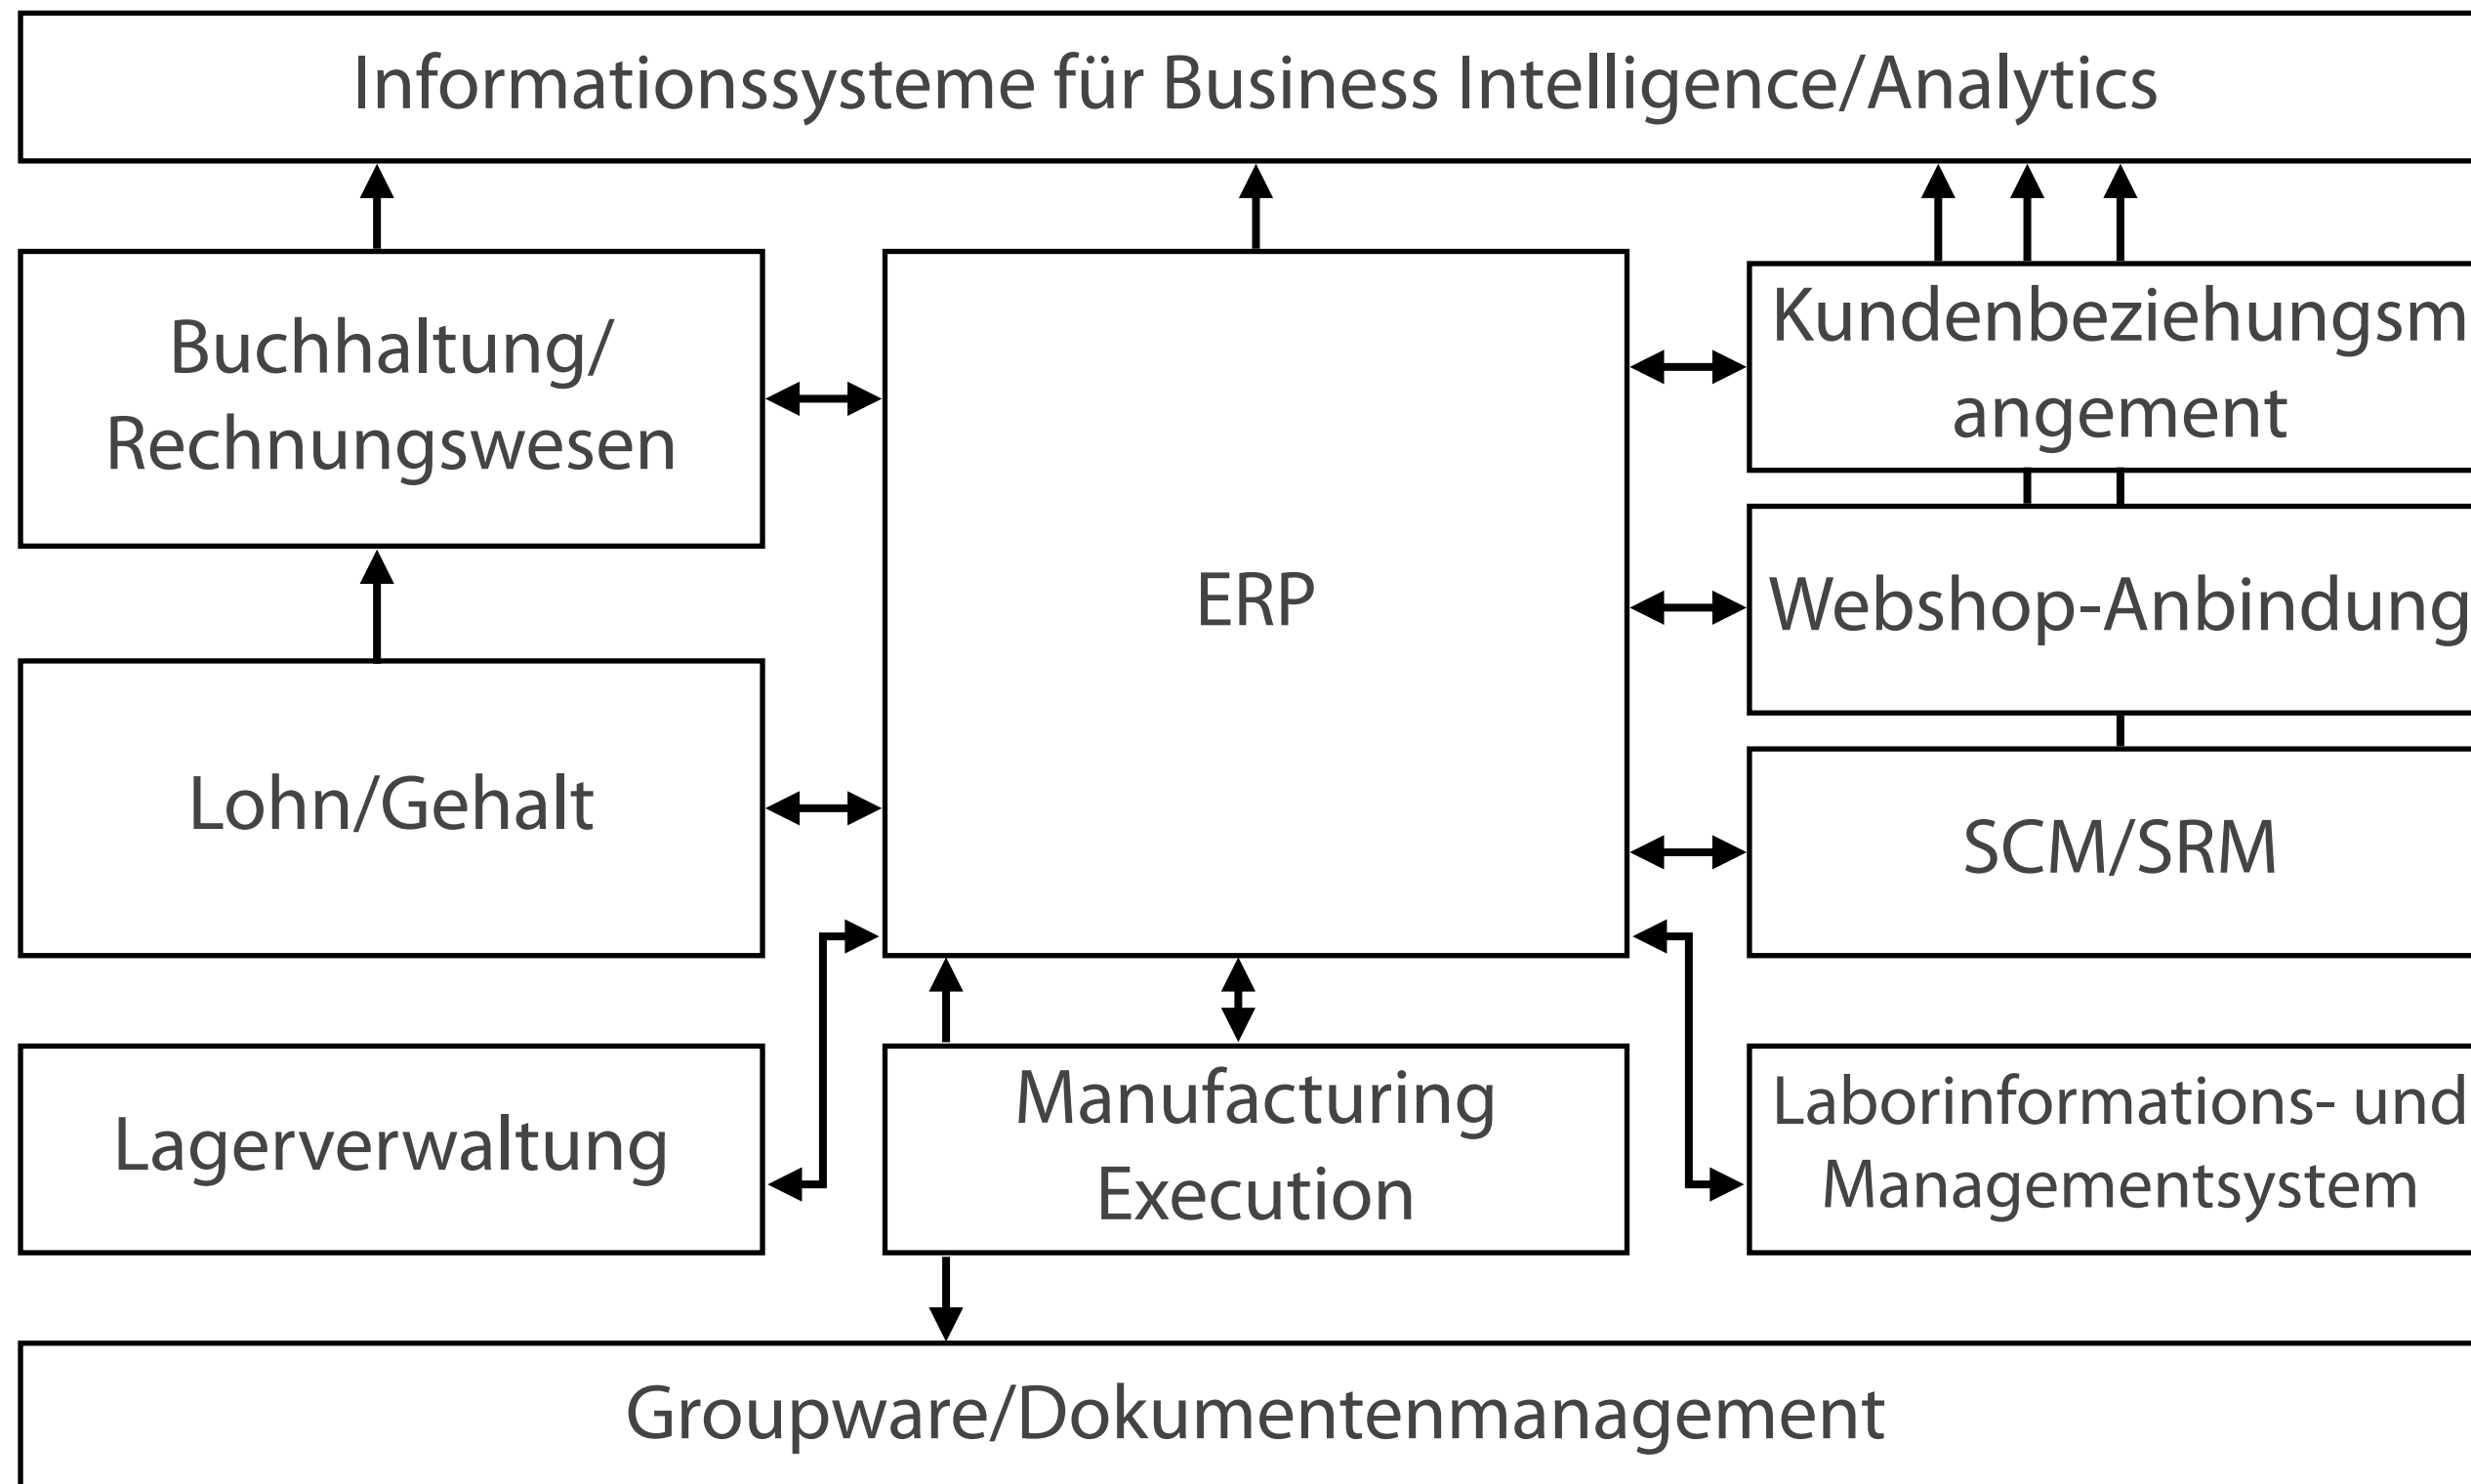 Informationssysteme für Business Intelligence/Analytics
Buchhaltung/
Rechnungswesen
ERP
Kundenbeziehungsm
angement
Webshop-Anbindung
Lohn/Gehalt
SCM/SRM
Lagerverwaltung
Manufacturing
Execution
Laborinformations- und
Managementsystem
Groupware/Dokumentenmanagement